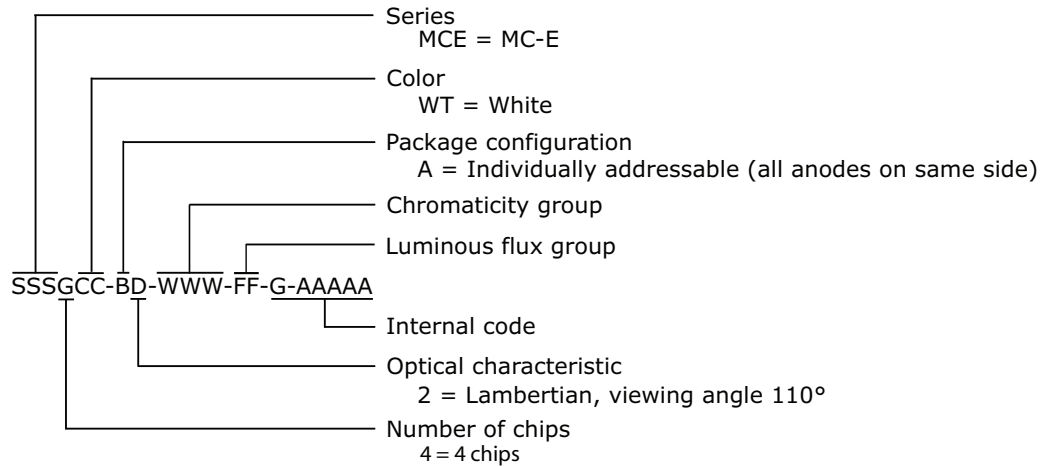 Series
MCE = MC-E
Color
WT = White
Package configuration
A = Individually addressable (all anodes on same side)
Chromaticity group
Luminous flux group
SSSGCC-BD-WWW-FF-G-AAAAA
Internal code
Optical characteristic
2 = Lambertian, viewing angle 110°
Number of chips
4 = 4 chips